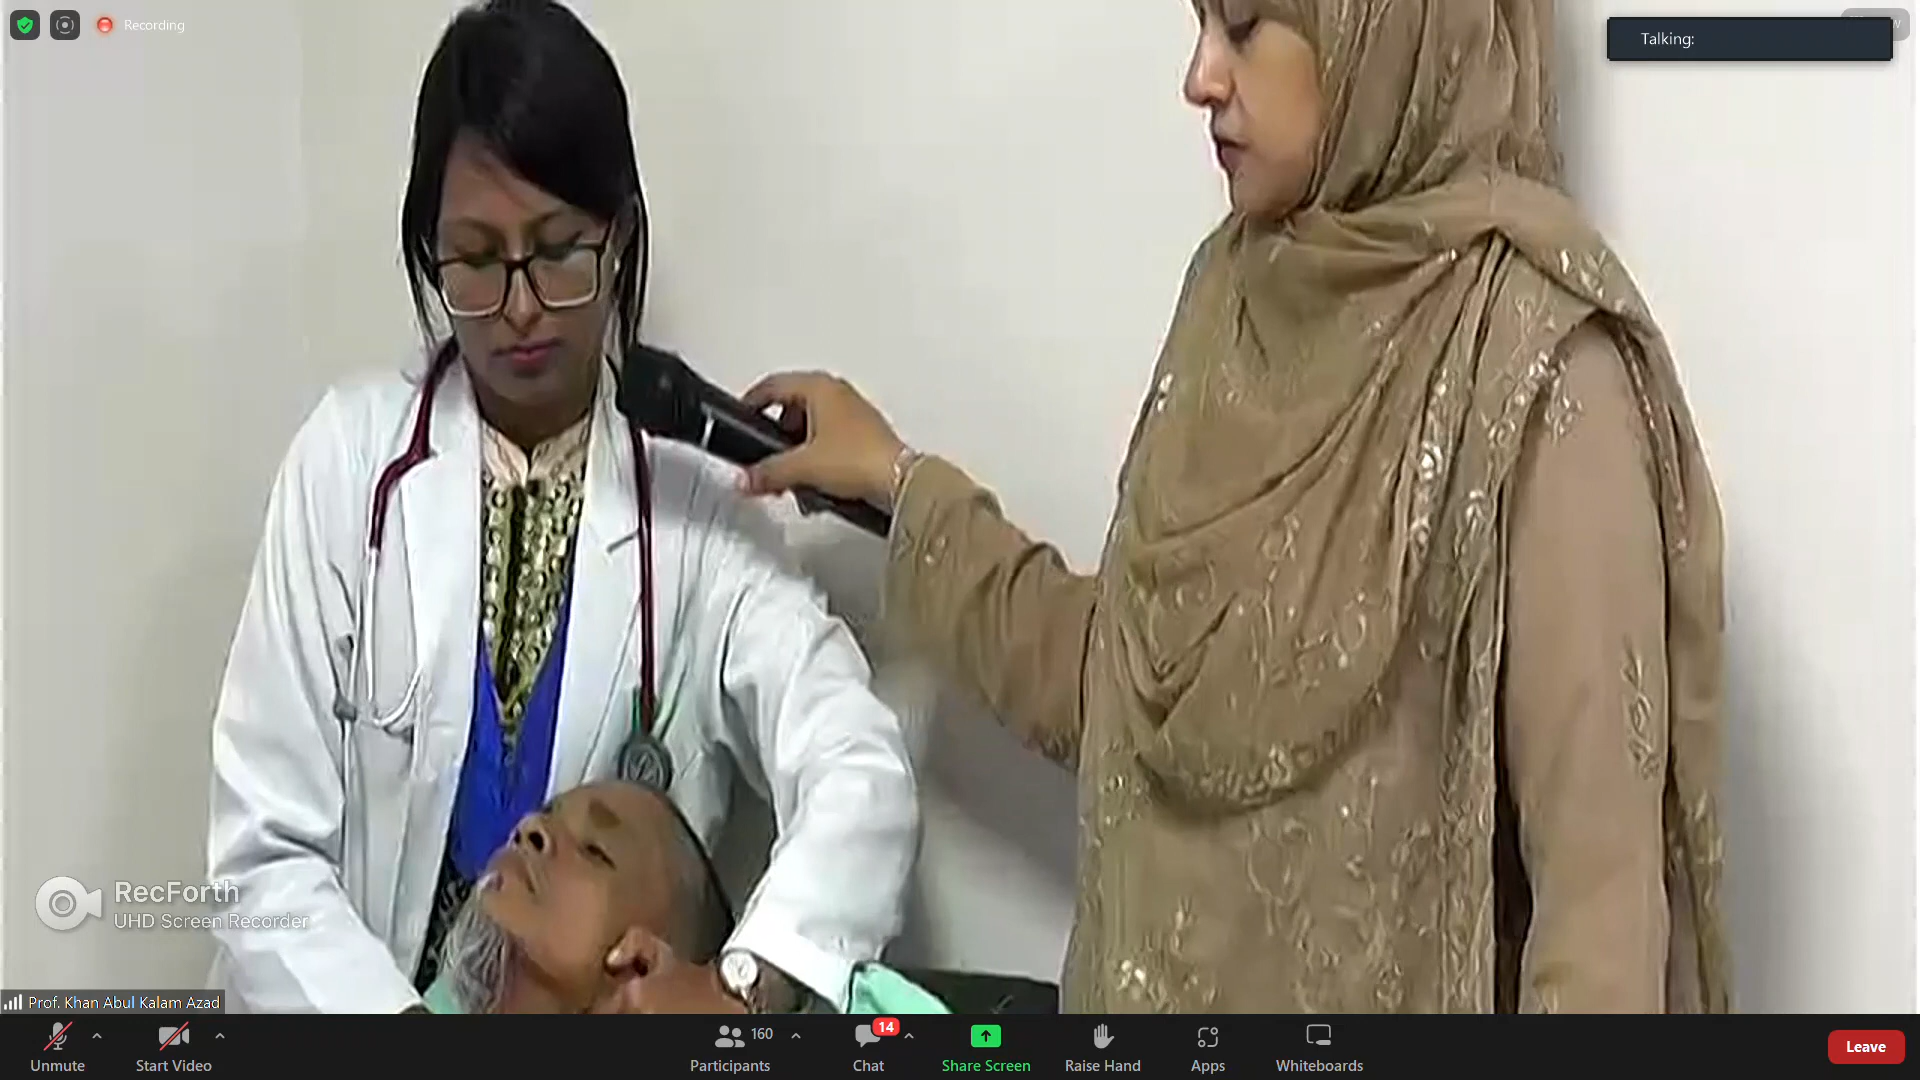 Recording
Talking:
RecForth
UHD Screen Recorder
Prof. Khan Abul Kalam Azad
160
14
Unmute
Start Video
Participants
Chat
Share Screen
Raise Hand
Apps
Whiteboards
Leave